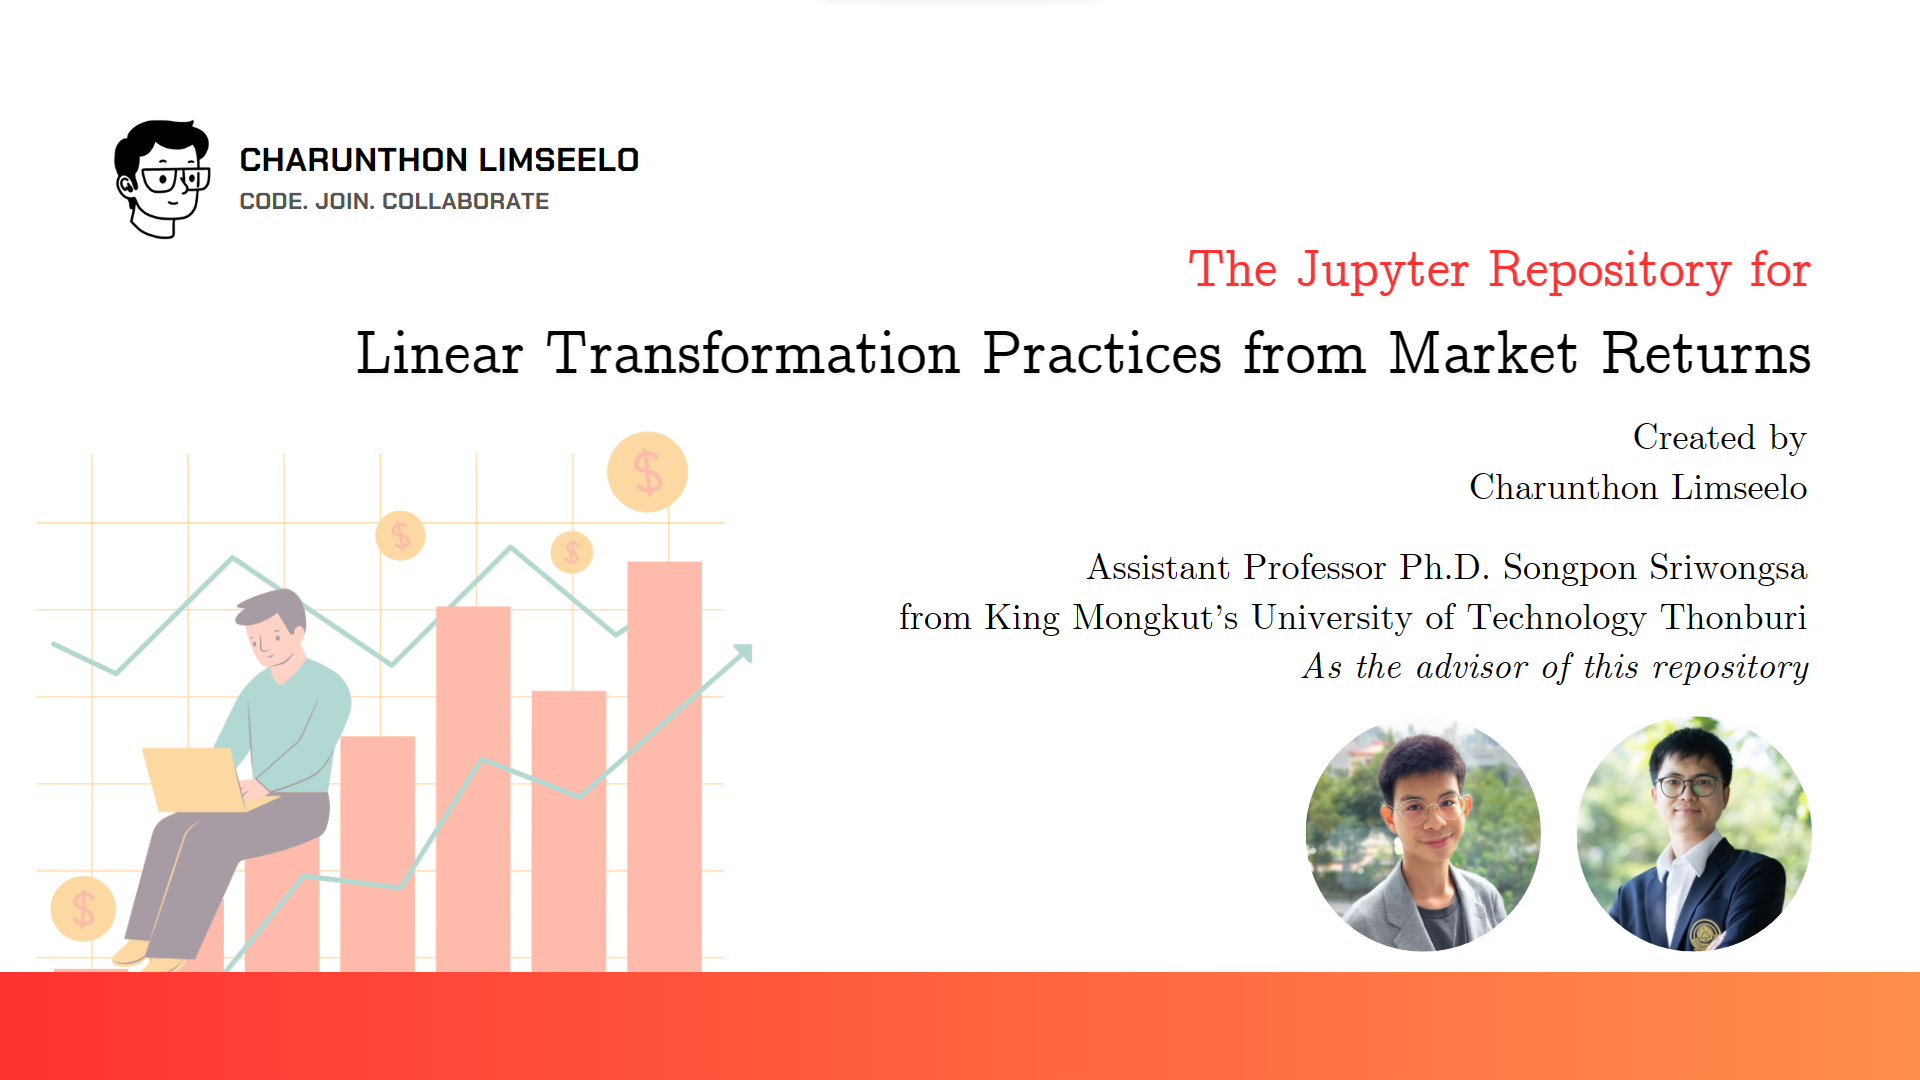 CHARUNTHON LIMSEELO
CODE. JOIN. COLLABORATE
The Jupyter Repository for
Linear Transformation Practices from Market Returns
Created by
Charunthon Limseelo
Assistant Professor Ph.D. Songpon Sriwongsa
from King Mongkut’s University of Technology Thonburi
As the advisor of this repository
$
$
$
$